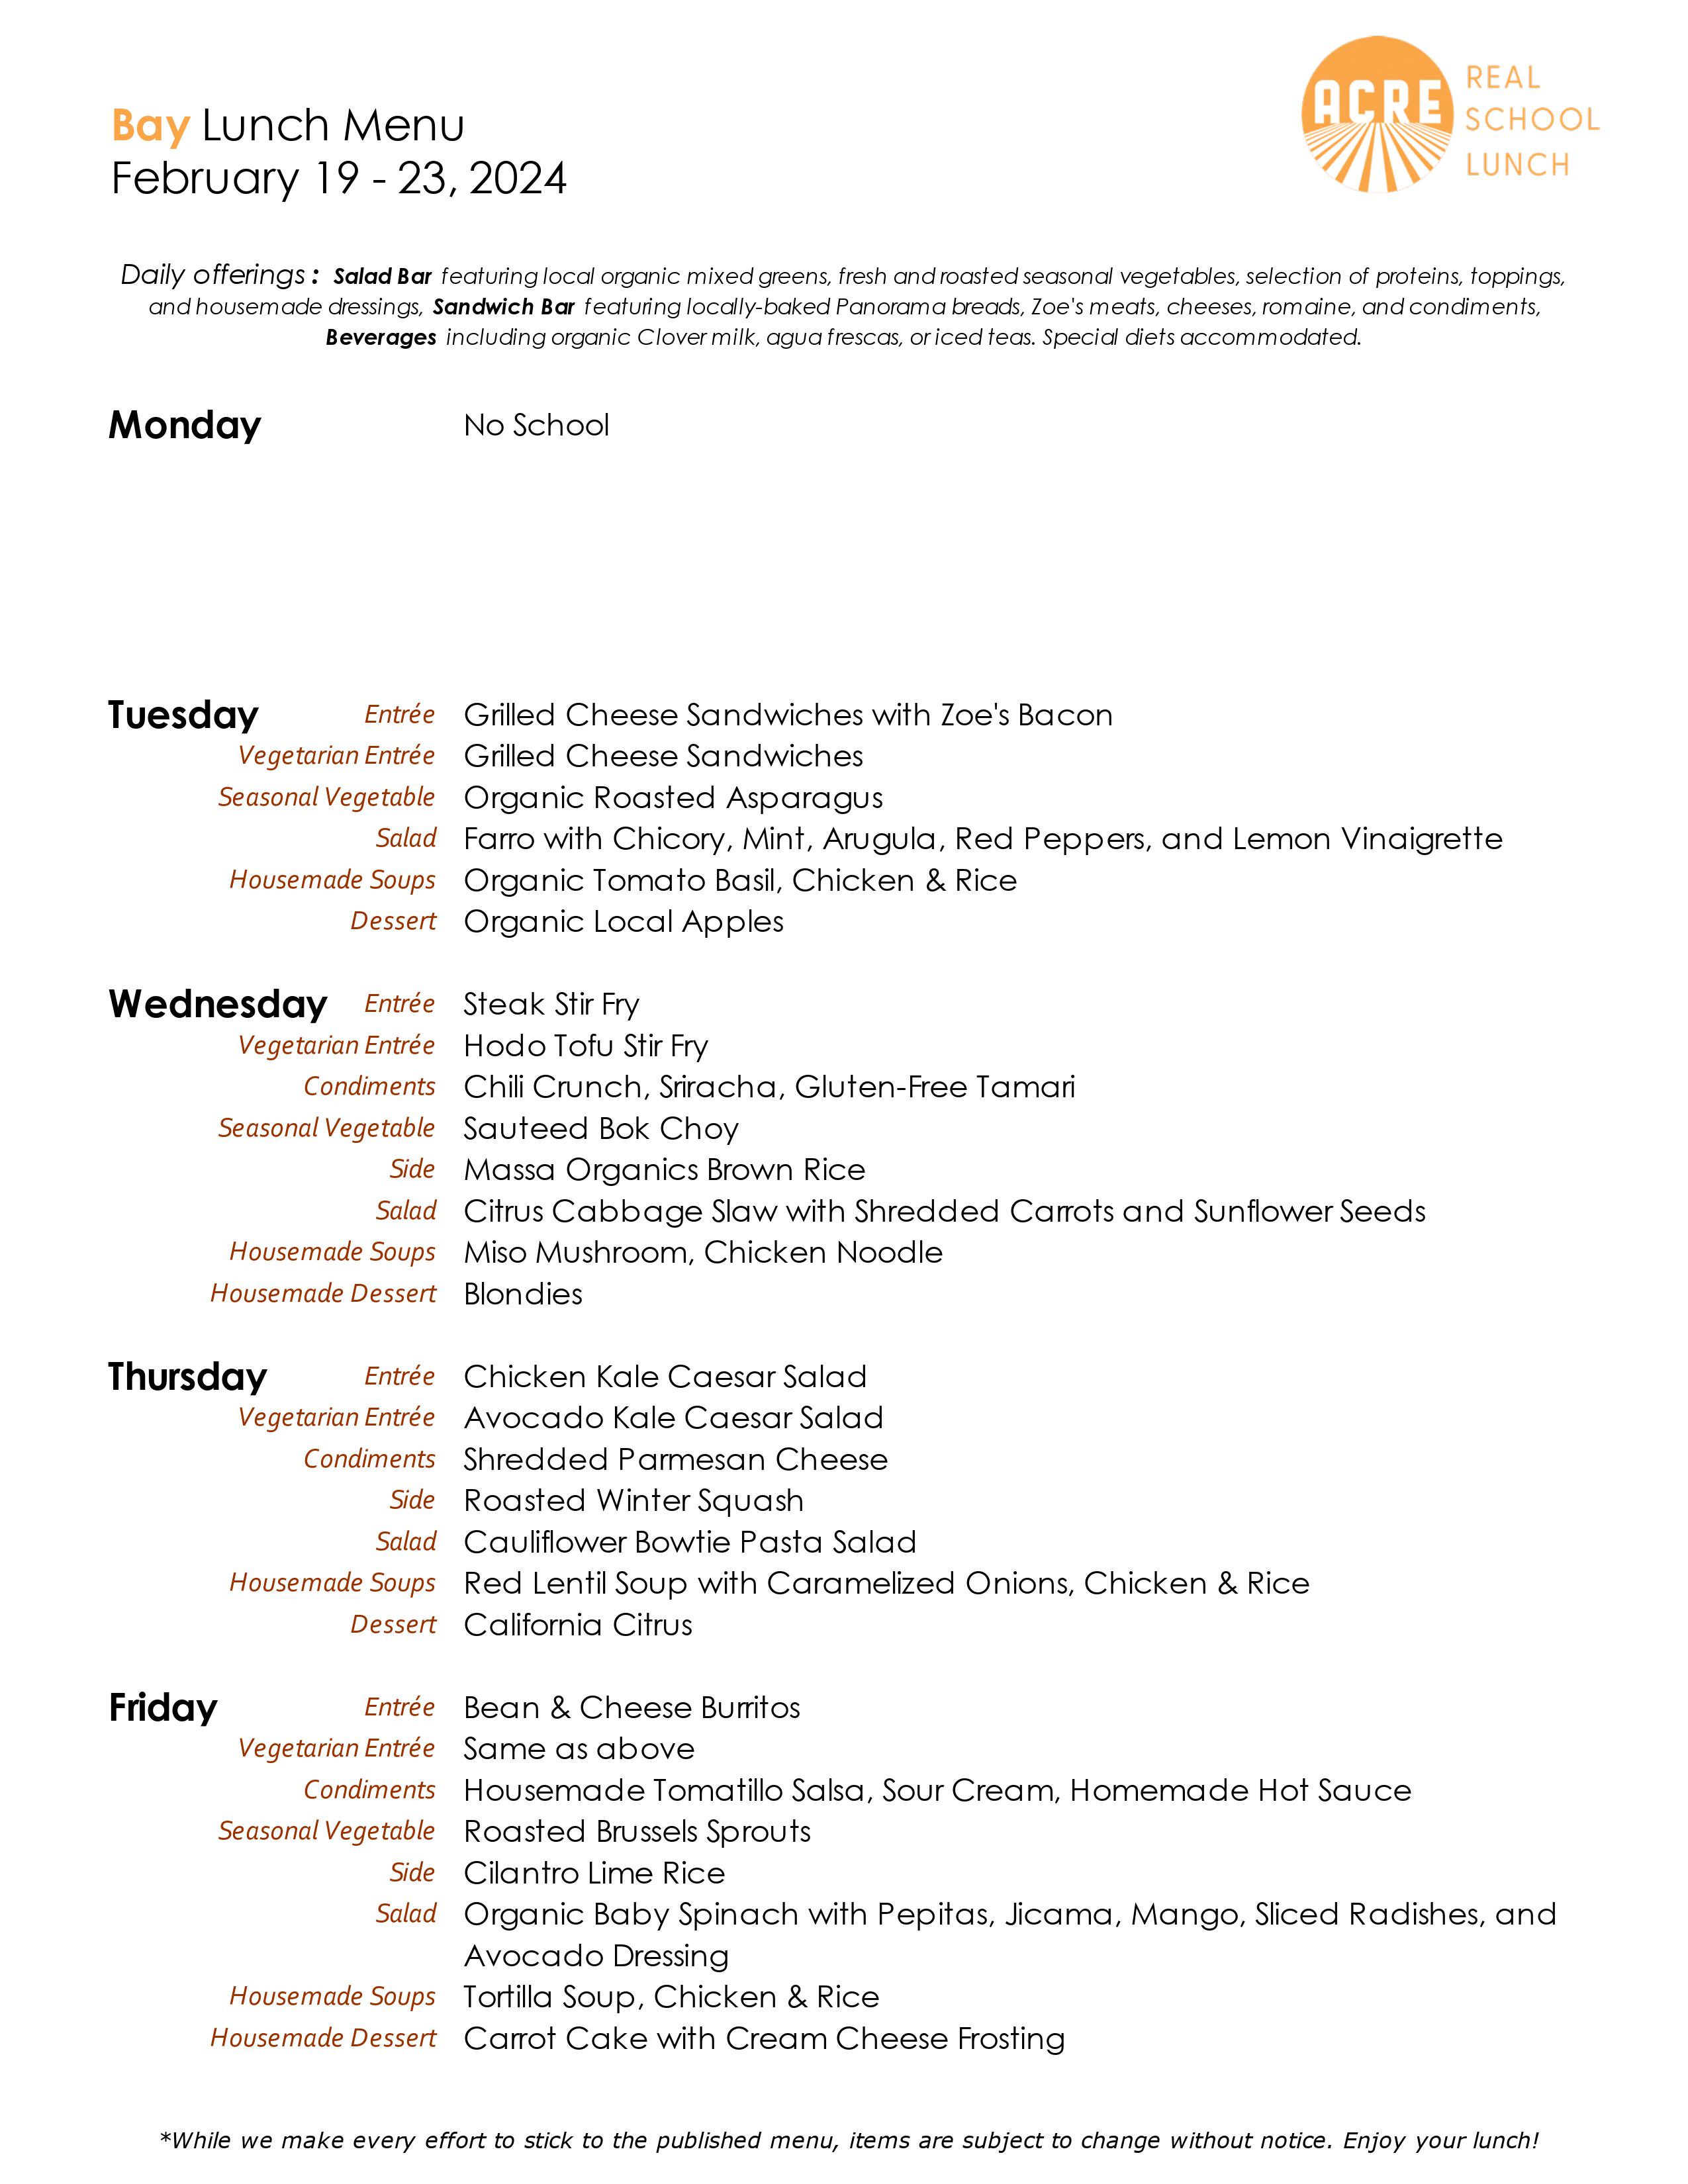 ACRE
REAL
SCHOOL
LUNCH
Bay Lunch Menu
February 19 - 23, 2024
Daily offerings : Salad Bar featuring local organic mixed greens, fresh and roasted seasonal vegetables, selection of proteins, toppings,
and housemade dressings, Sandwich Bar featuring locally-baked Panorama breads, Zoe's meats, cheeses, romaine, and condiments,
Beverages including organic Clover milk, agua frescas, or iced teas. Special diets accommodated.
Monday No School
Tuesday Entrée Grilled Cheese Sandwiches with Zoe's Bacon
Vegetarian Entrée Grilled Cheese Sandwiches
Seasonal Vegetable Organic Roasted Asparagus
Salad Farro with Chicory, Mint, Arugula, Red Peppers, and Lemon Vinaigrette
Housemade Soups Organic Tomato Basil, Chicken & Rice
Dessert Organic Local Apples
Wednesday Entrée Steak Stir Fry
Vegetarian Entrée Hodo Tofu Stir Fry
Condiments Chili Crunch, Sriracha, Gluten-Free Tamari
Seasonal Vegetable Sauteed Bok Choy
Side Massa Organics Brown Rice
Salad Citrus Cabbage Slaw with Shredded Carrots and Sunflower Seeds
Housemade Soups Miso Mushroom, Chicken Noodle
Housemade Dessert Blondies
Thursday Entrée Chicken Kale Caesar Salad
Vegetarian Entrée Avocado Kale Caesar Salad
Condiments Shredded Parmesan Cheese
Side Roasted Winter Squash
Salad Cauliflower Bowtie Pasta Salad
Housemade Soups Red Lentil Soup with Caramelized Onions, Chicken & Rice
Dessert California Citrus
Friday Entrée Bean & Cheese Burritos
Vegetarian Entrée Same as above
Condiments Housemade Tomatillo Salsa, Sour Cream, Homemade Hot Sauce
Seasonal Vegetable Roasted Brussels Sprouts
Side Cilantro Lime Rice
Salad Organic Baby Spinach with Pepitas, Jicama, Mango, Sliced Radishes, and
Avocado Dressing
Housemade Soups Tortilla Soup, Chicken & Rice
Housemade Dessert Carrot Cake with Cream Cheese Frosting
*While we make every effort to stick to the published menu, items are subject to change without notice. Enjoy your lunch!